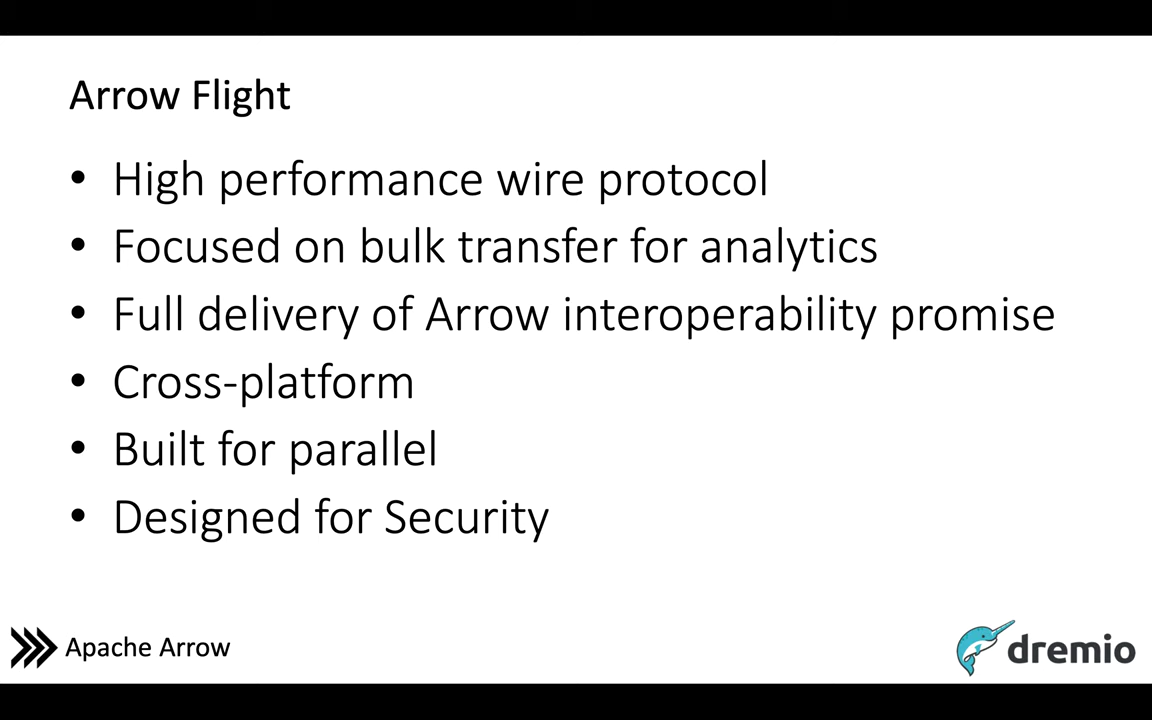 Arrow Flight
• High performance wire protocol
• Focused on bulk transfer for analytics
• Full delivery of Arrow interoperability promise
• Cross-platform
• Built for parallel
• Designed for Security
Apache Arrow
dremio